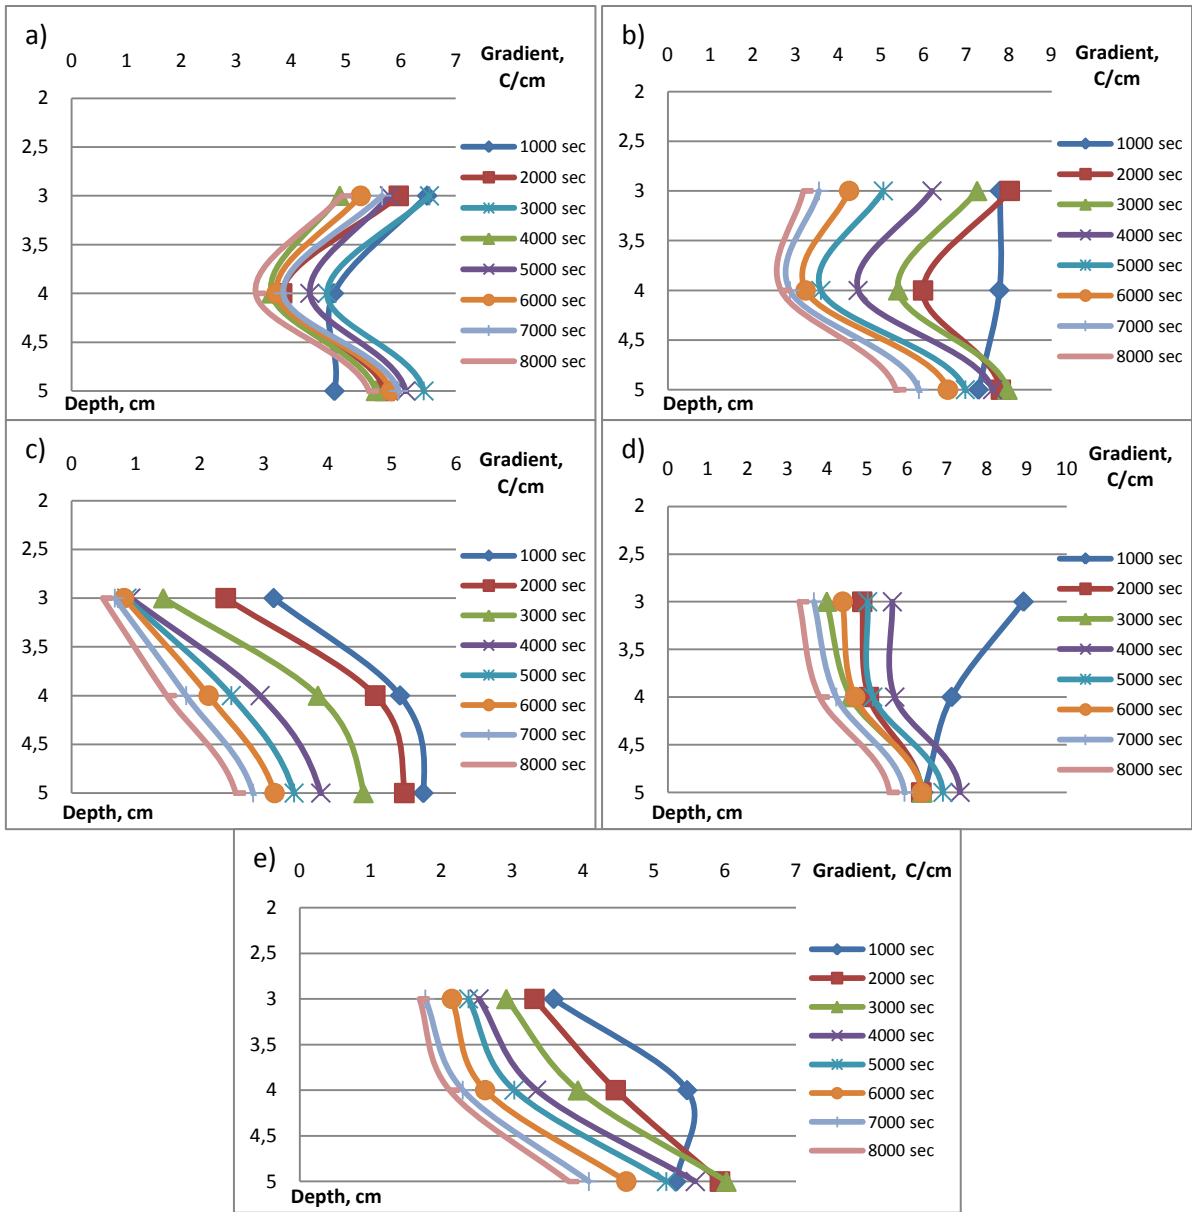 a)
0 1 2 3 4 5 6 7 Gradient,
C/cm
2
2,5
3
3,5
4
4,5
5
Depth, cm
1000 sec
2000 sec
3000 sec
4000 sec
5000 sec
6000 sec
7000 sec
8000 sec
b)
0 1 2 3 4 5 6 7 8 9 Gradient,
C/cm
2
2,5
3
3,5
4
4,5
5
Depth, cm
1000 sec
2000 sec
3000 sec
4000 sec
5000 sec
6000 sec
7000 sec
8000 sec
c)
0 1 2 3 4 5 6 Gradient,
C/cm
2
2,5
3
3,5
4
4,5
5
Depth, cm
1000 sec
2000 sec
3000 sec
4000 sec
5000 sec
6000 sec
7000 sec
8000 sec
d)
0 1 2 3 4 5 6 7 8 9 10 Gradient,
C/cm
2
2,5
3
3,5
4
4,5
5
Depth, cm
1000 sec
2000 sec
3000 sec
4000 sec
5000 sec
6000 sec
7000 sec
8000 sec
e)
0 1 2 3 4 5 6 7 Gradient, C/cm
2
2,5
3
3,5
4
4,5
5
Depth, cm
1000 sec
2000 sec
3000 sec
4000 sec
5000 sec
6000 sec
7000 sec
8000 sec